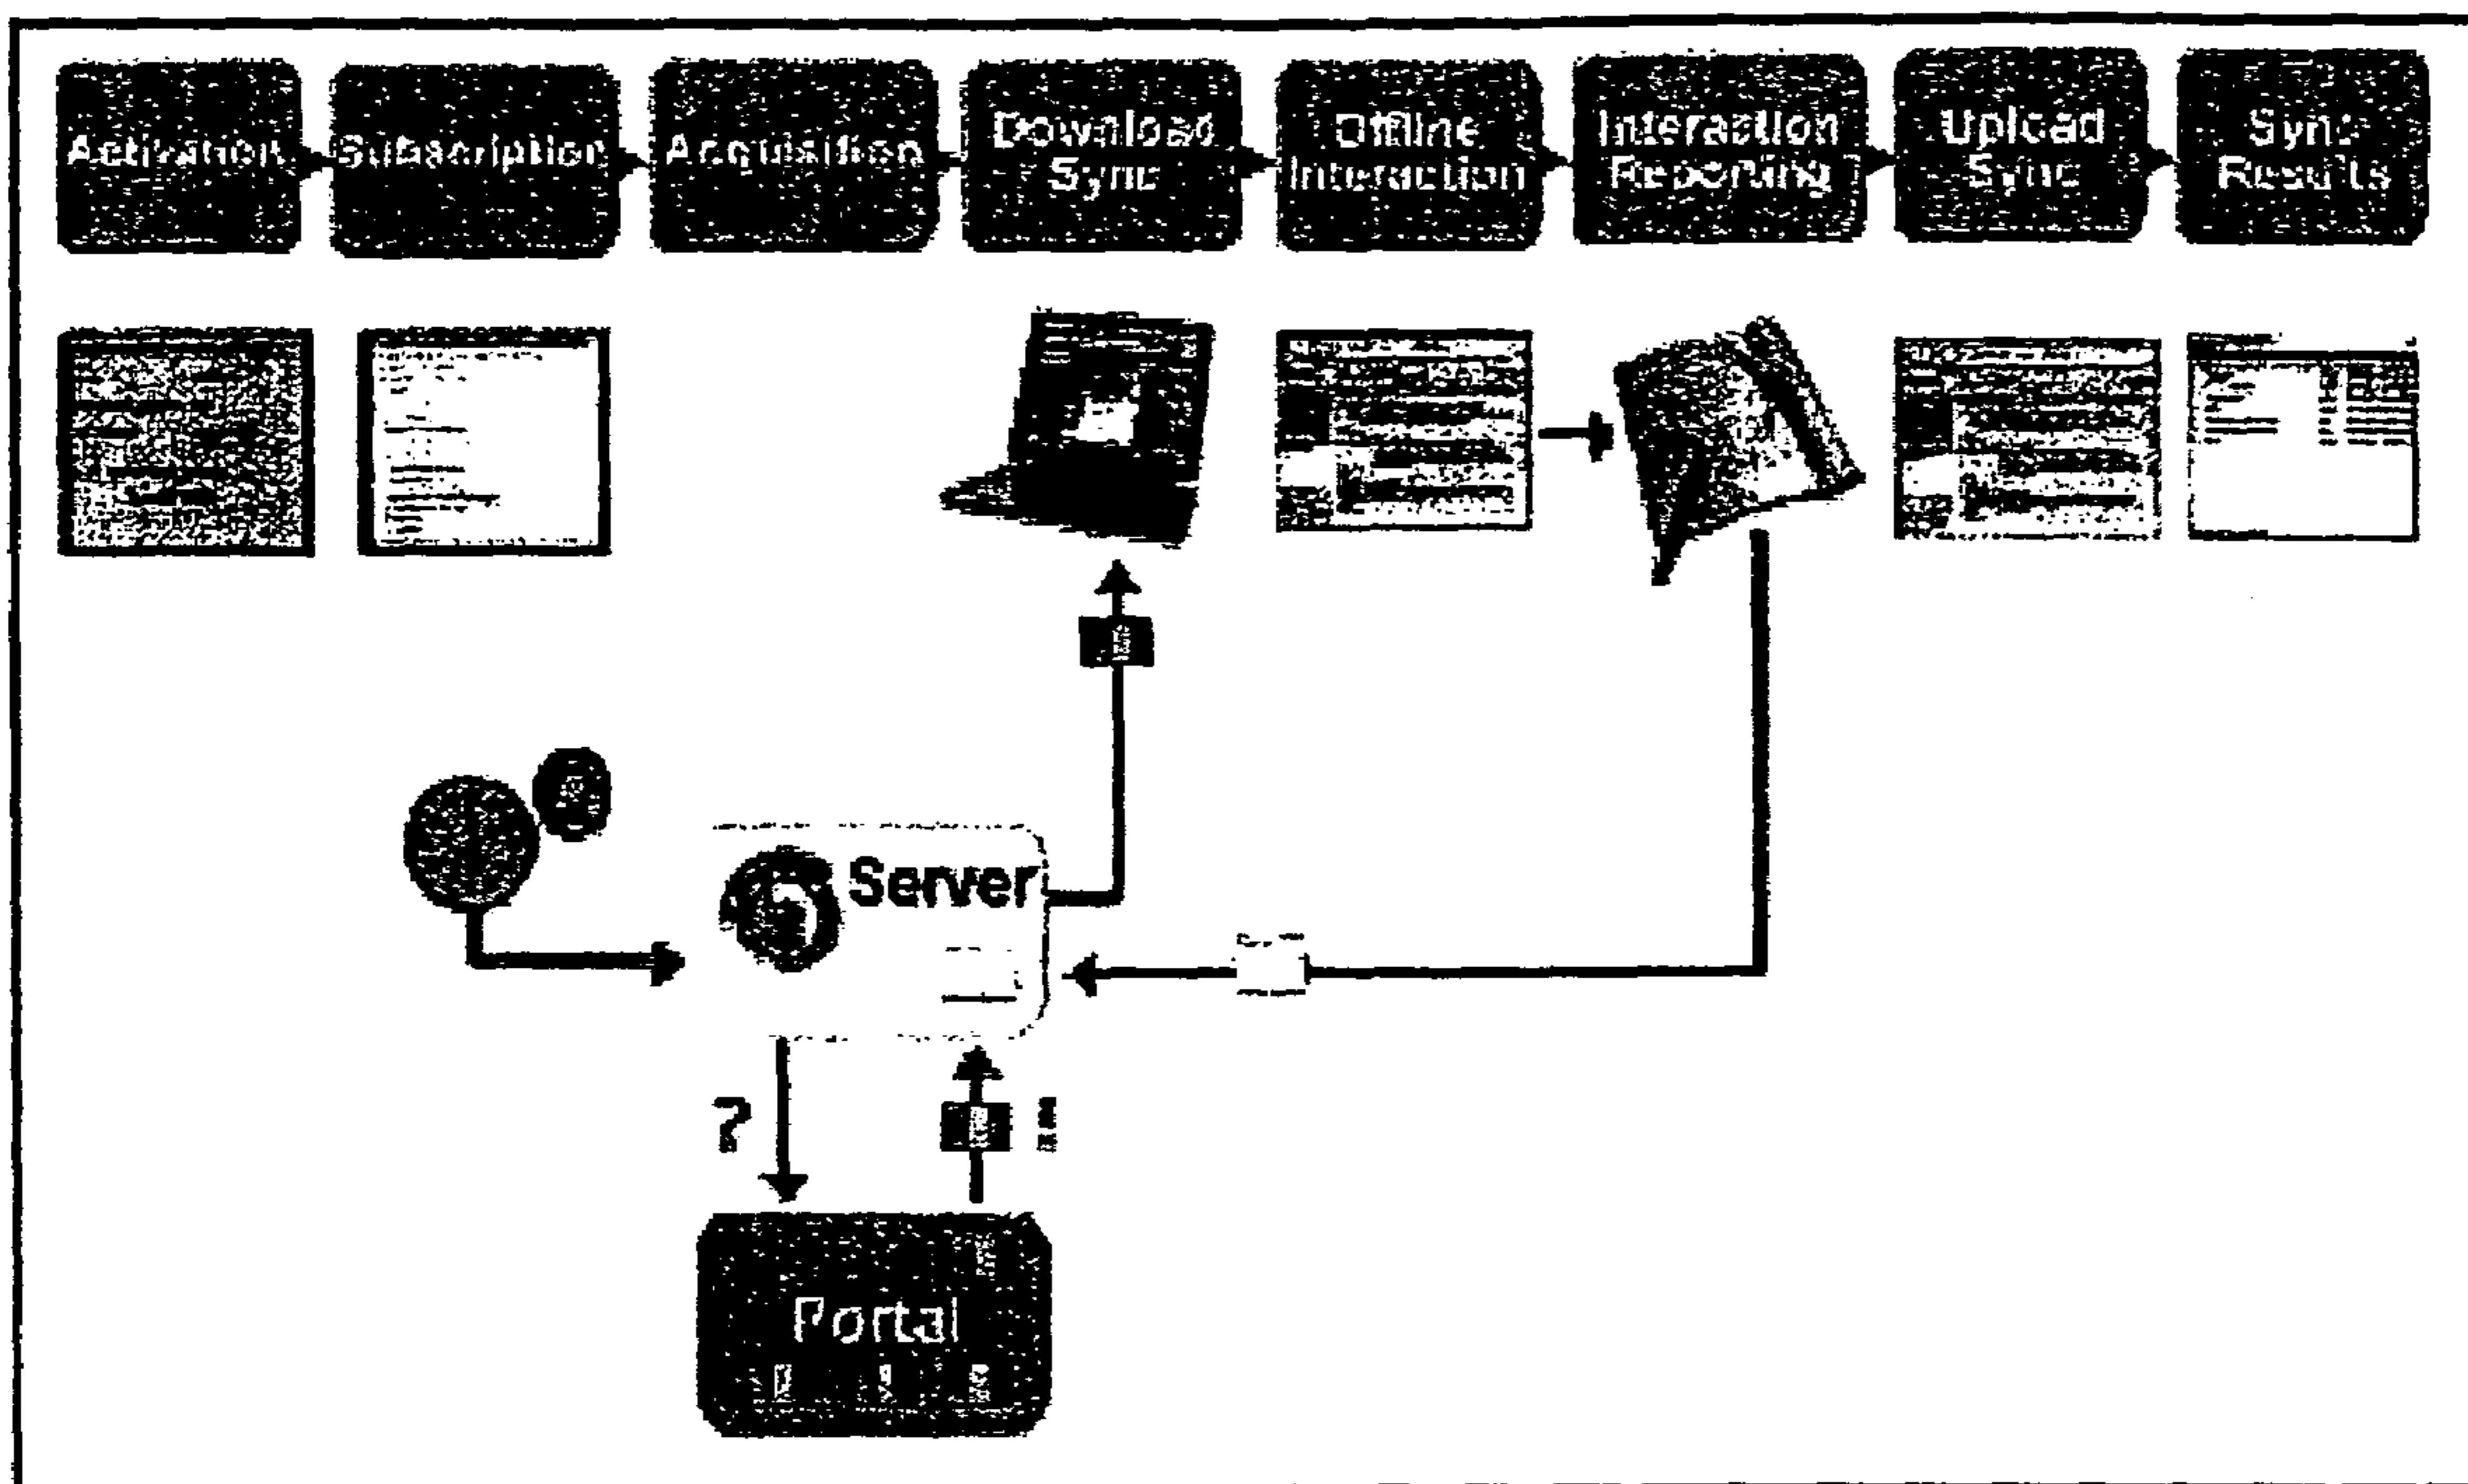 Activation
Subscription
Acquisition
Download
Sync
Offline
Interaction
Interaction
Reporting
Upload
Sync
Sync
Results
Server
?
!
Portal